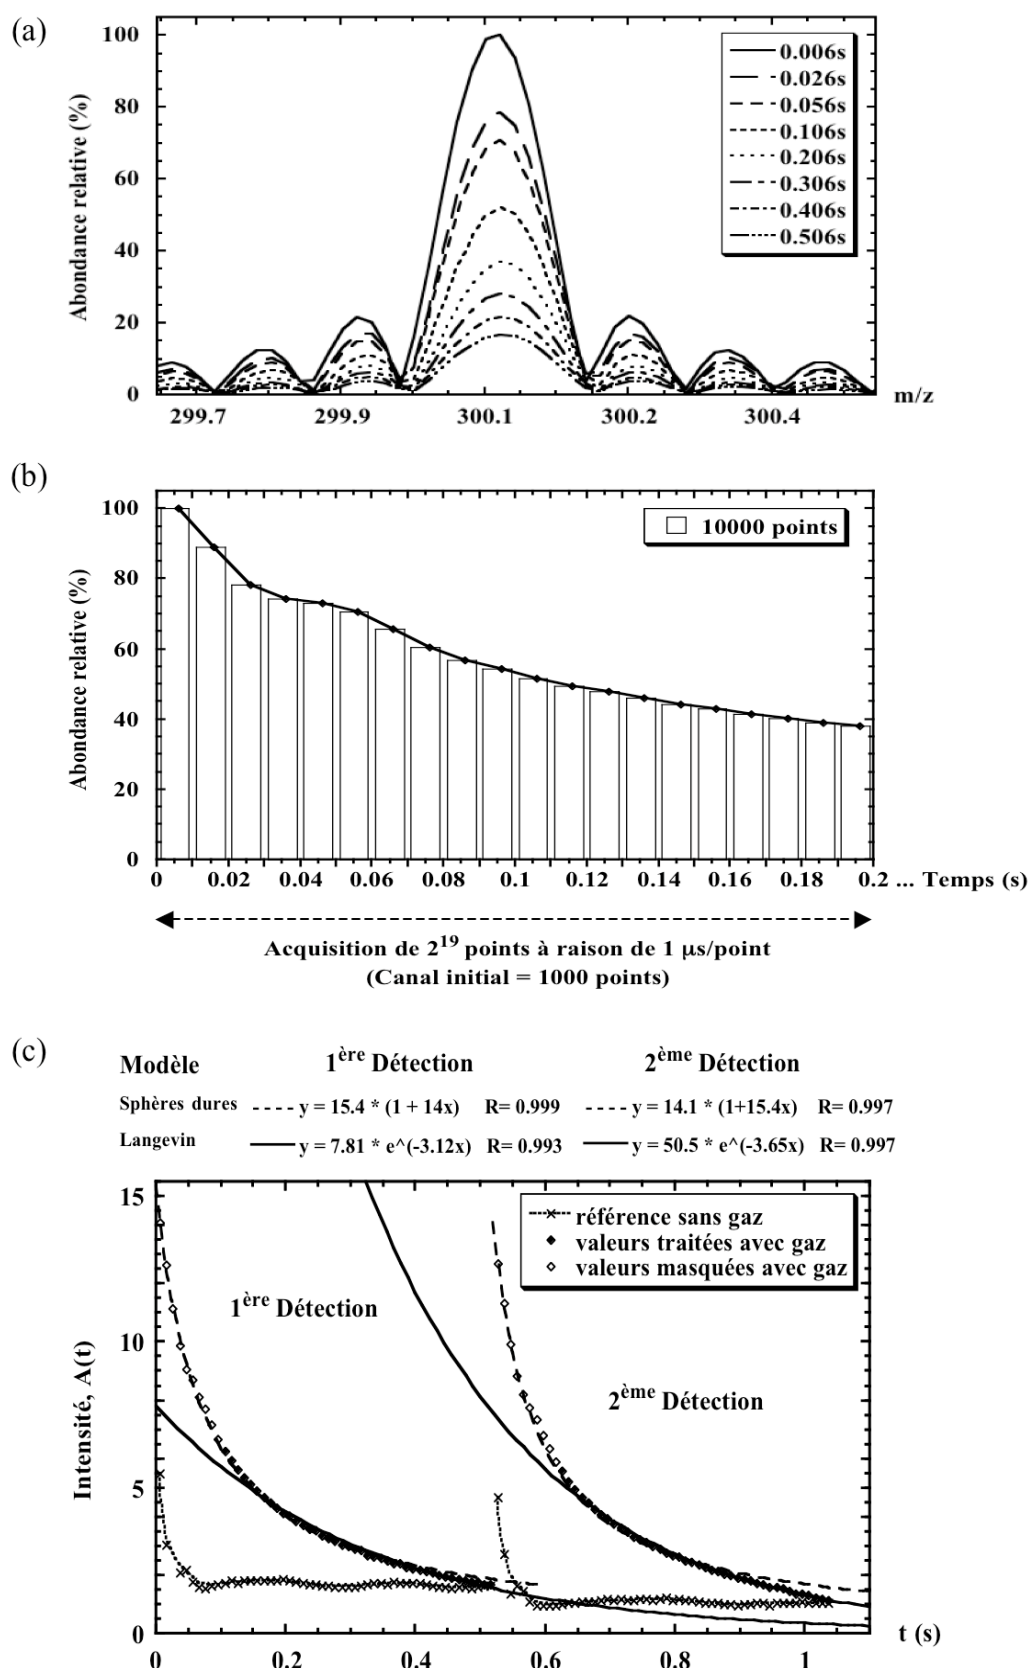 (a)
Abondance relative (%)
100
80
60
40
20
0
0.006s
0.026s
0.056s
0.106s
0.206s
0.306s
0.406s
0.506s
299.7 299.9 300.1 300.2 300.4 m/z
(b)
Abondance relative (%)
100
80
60
40
20
0
10000 points
0 0.02 0.04 0.06 0.08 0.1 0.12 0.14 0.16 0.18 0.2 ... Temps (s)
Acquisition de 2^19 points à raison de 1 µs/point
(Canal initial = 1000 points)
(c)
Modèle 1ère Détection 2ème Détection
Sphères dures y = 15.4 * (1 + 14x) R= 0.999 y = 14.1 * (1+15.4x) R= 0.997
Langevin y = 7.81 * e^(-3.12x) R= 0.993 y = 50.5 * e^(-3.65x) R= 0.997
Intensité, A(t)
15
10
5
0
référence sans gaz
valeurs traitées avec gaz
valeurs masquées avec gaz
1ère Détection
2ème Détection
0 0.2 0.4 0.6 0.8 1
t (s)